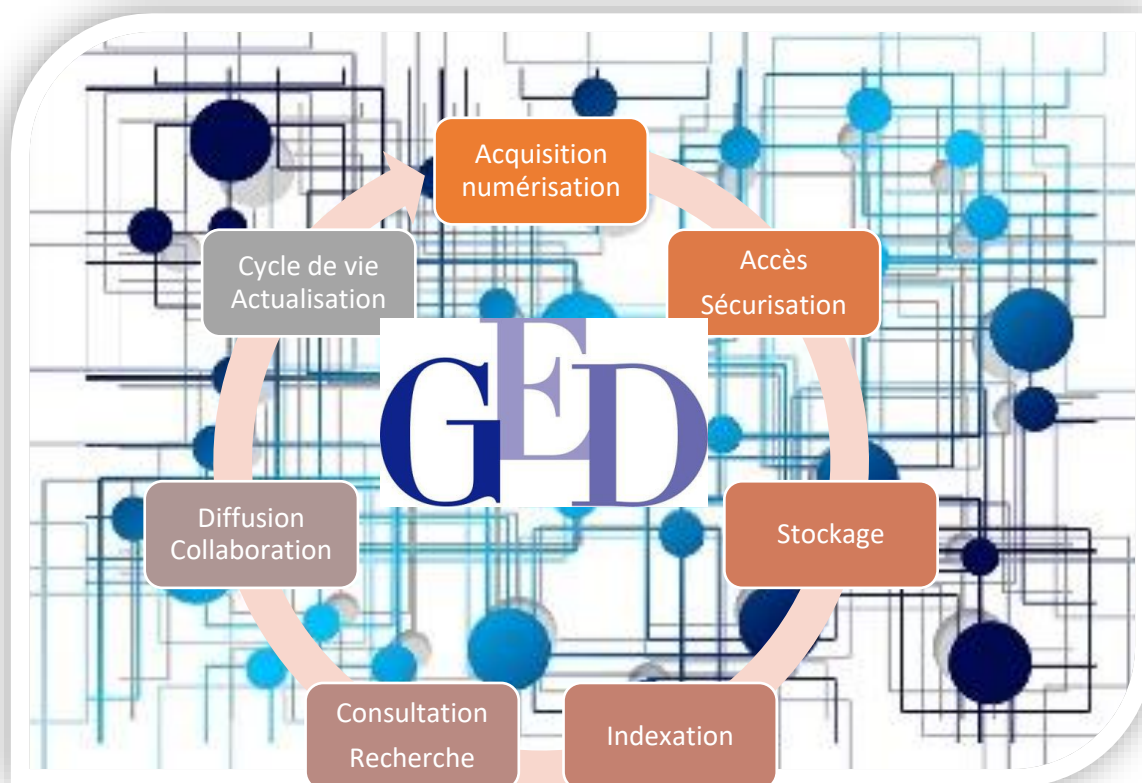 Acquisition
numérisation
Accès
Sécurisation
Stockage
Indexation
Consultation
Recherche
Diffusion
Collaboration
Cycle de vie
Actualisation
GED